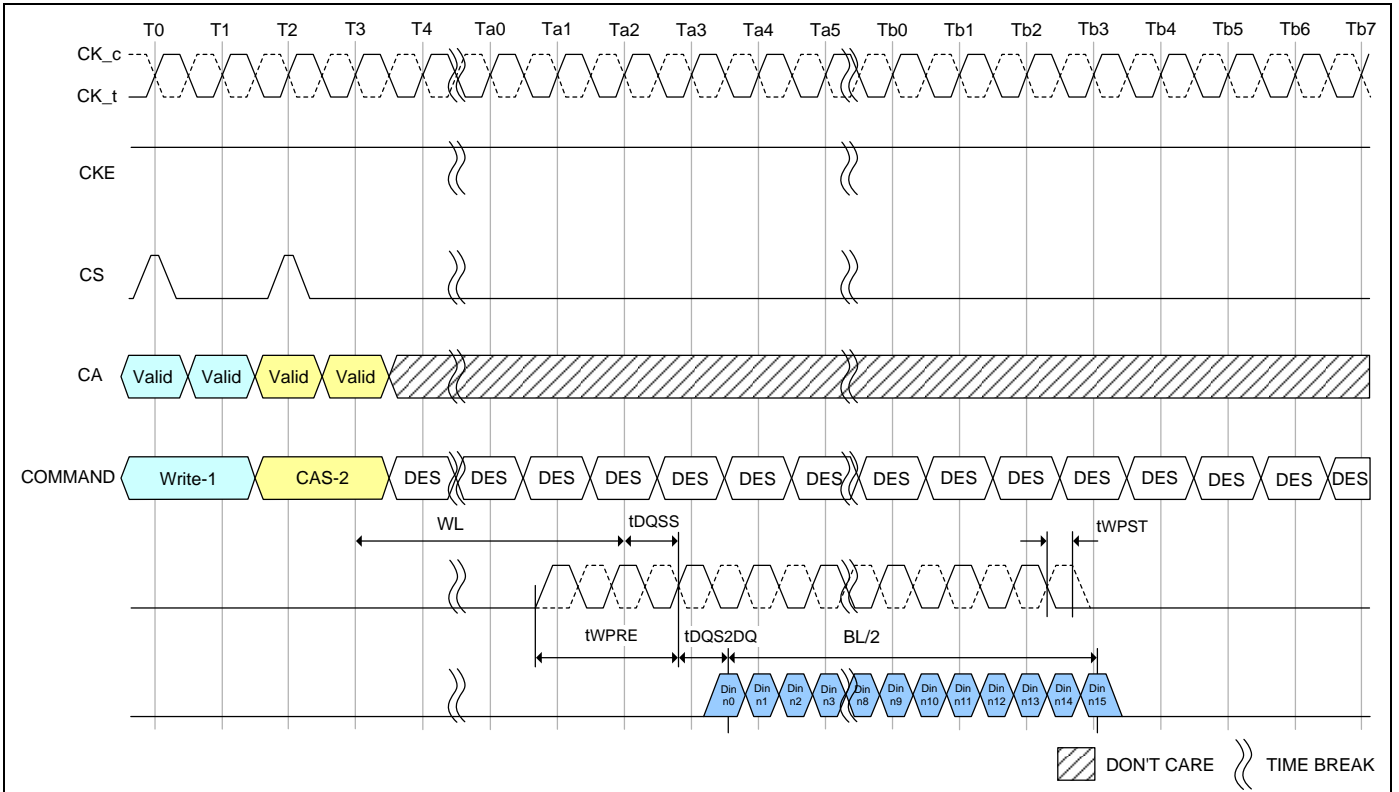 T0 T1 T2 T3 T4 Ta0 Ta1 Ta2 Ta3 Ta4 Ta5 Tb0 Tb1 Tb2 Tb3 Tb4 Tb5 Tb6 Tb7
CK_c
CK_t
CKE
CS
CA Valid Valid Valid Valid
COMMAND Write-1 CAS-2 DES DES DES DES DES DES DES DES DES DES DES DES DES DES DES
WL tDQSS tWPST
tWPRE tDQS2DQ BL/2
Din Din Din Din Din Din Din Din Din Din Din Din
n0 n1 n2 n3 n8 n9 n10 n11 n12 n13 n14 n15
DON'T CARE TIME BREAK